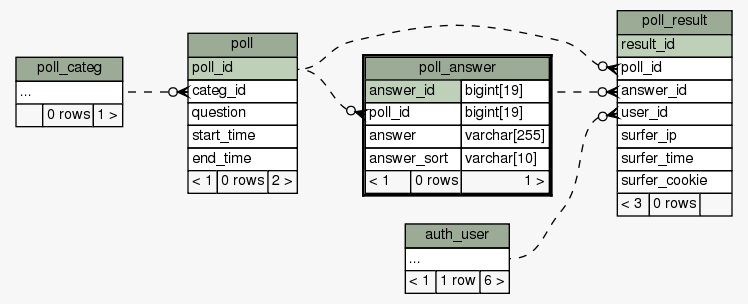 poll_categ
...
0 rows 1 >
poll
poll_id
categ_id
question
start_time
end_time
< 1 0 rows 2 >
poll_answer
answer_id bigint[19]
poll_id bigint[19]
answer varchar[255]
answer_sort varchar[10]
< 1 0 rows 1 >
poll_result
result_id
poll_id
answer_id
user_id
surfer_ip
surfer_time
surfer_cookie
< 3 0 rows
auth_user
...
< 1 1 row 6 >